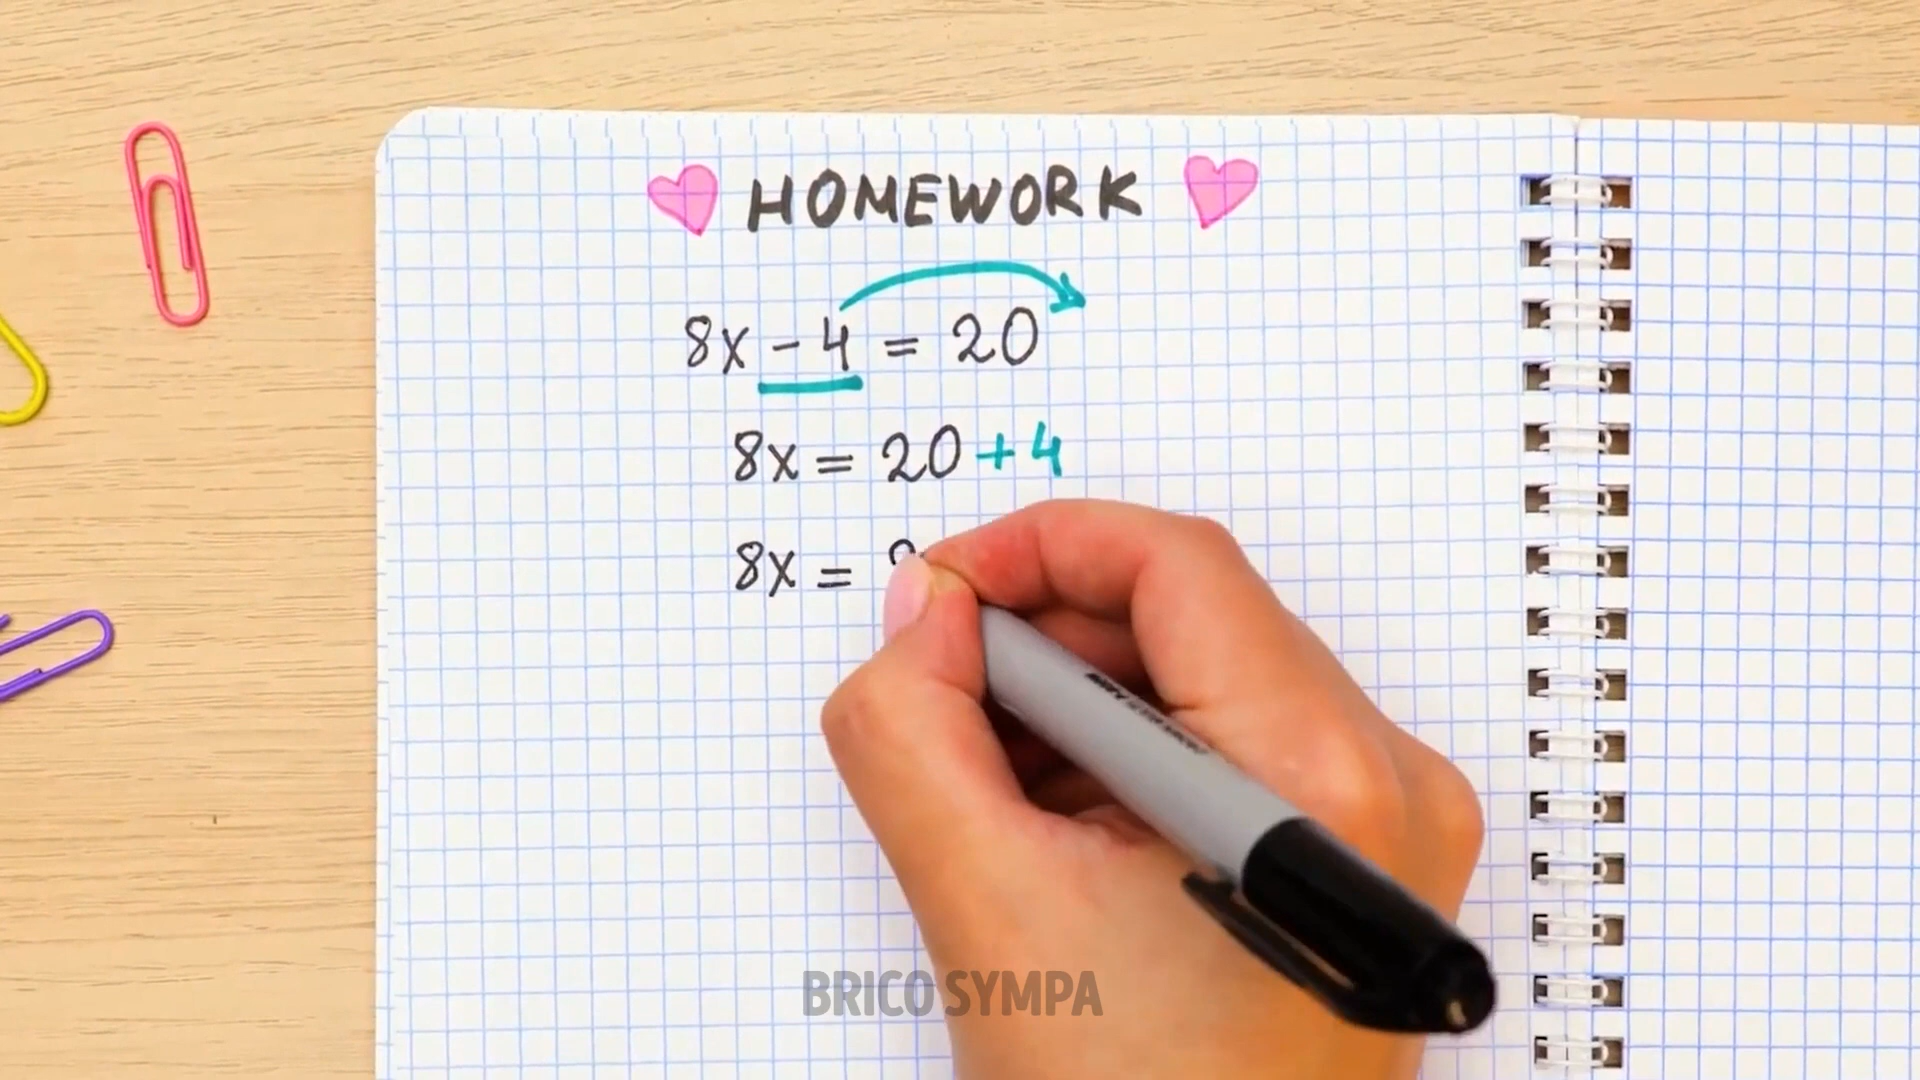 HOMEWORK
8x - 4 = 20
8x = 20 + 4
8x =
BRICO SYMPA